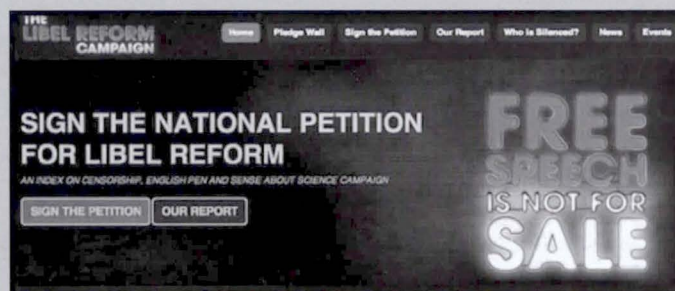 THE
LIBEL REFORM
CAMPAIGN
Home Pledge Wall Sign the Petition Our Report Who is Silenced? News Events
SIGN THE NATIONAL PETITION
FOR LIBEL REFORM
AN INDEX ON CENSORSHIP, ENGLISH PEN AND SENSE ABOUT SCIENCE CAMPAIGN
SIGN THE PETITION OUR REPORT
FREE
SPEECH
IS NOT FOR
SALE